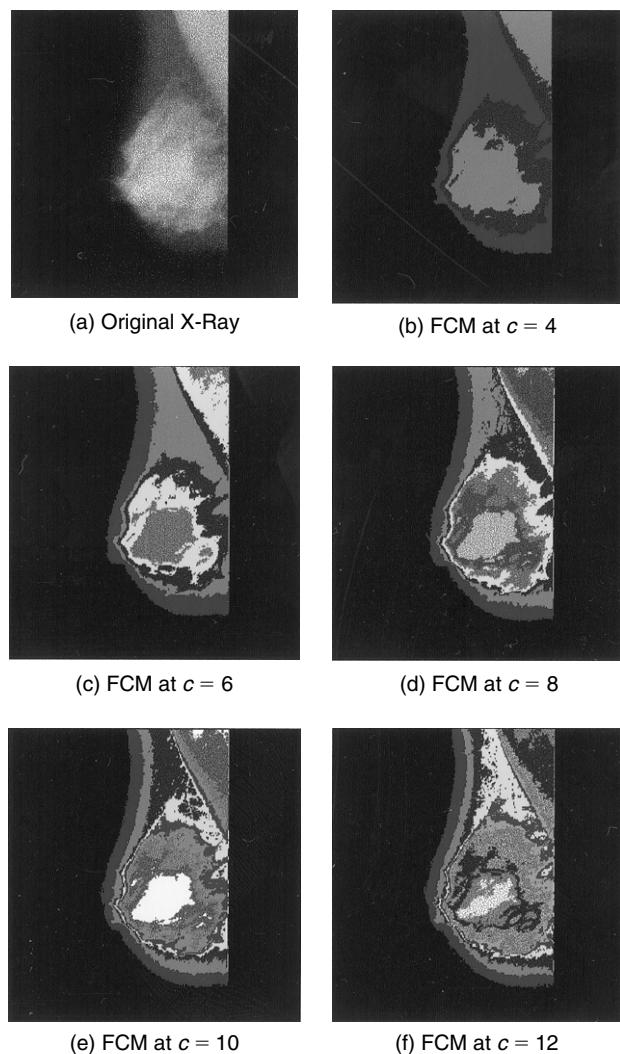 (a) Original X-Ray
(b) FCM at c = 4
(c) FCM at c = 6
(d) FCM at c = 8
(e) FCM at c = 10
(f) FCM at c = 12